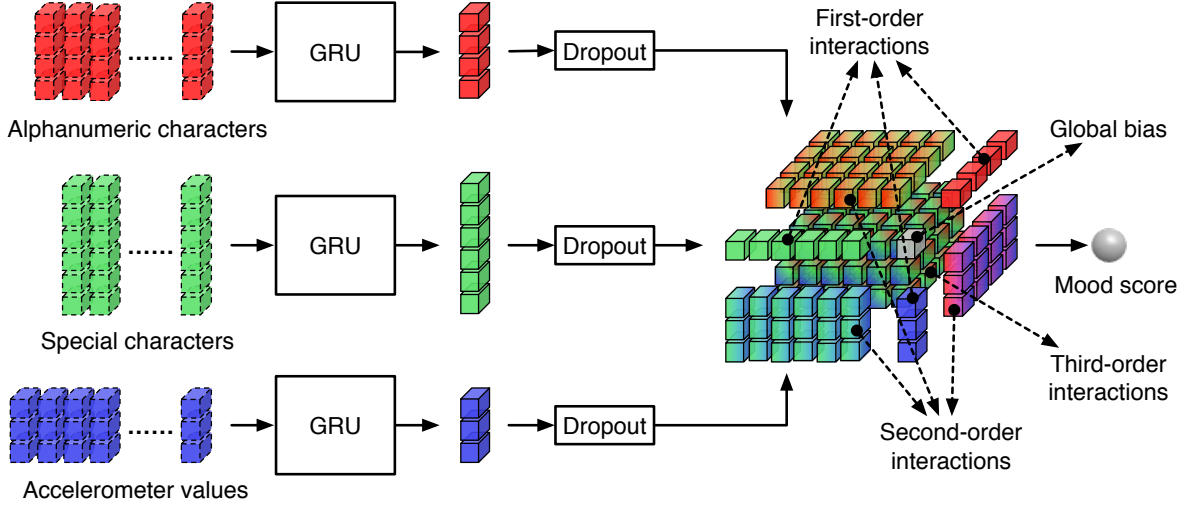 First-order
interactions
GRU
Dropout
......
Alphanumeric characters
Global bias
GRU
Dropout
......
Mood score
Special characters
Third-order
interactions
GRU
Dropout
......
Second-order
interactions
Accelerometer values